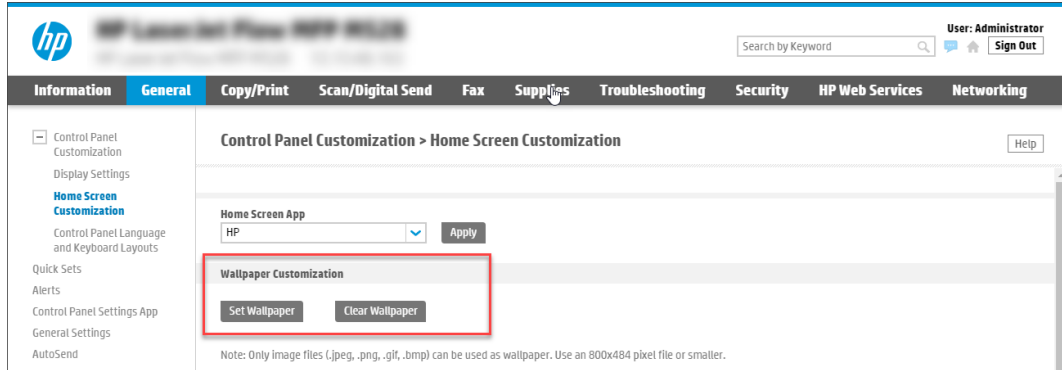 hp
User: Administrator
Search by Keyword
Sign Out
Information General Copy/Print Scan/Digital Send Fax Supplies Troubleshooting Security HP Web Services Networking
Control Panel
Customization
Display Settings
Home Screen
Customization
Control Panel Language
and Keyboard Layouts
Quick Sets
Alerts
Control Panel Settings App
General Settings
AutoSend
Control Panel Customization > Home Screen Customization
Help
Home Screen App
HP
Apply
Wallpaper Customization
Set Wallpaper Clear Wallpaper
Note: Only image files (.jpeg, .png, .gif, .bmp) can be used as wallpaper. Use an 800x484 pixel file or smaller.